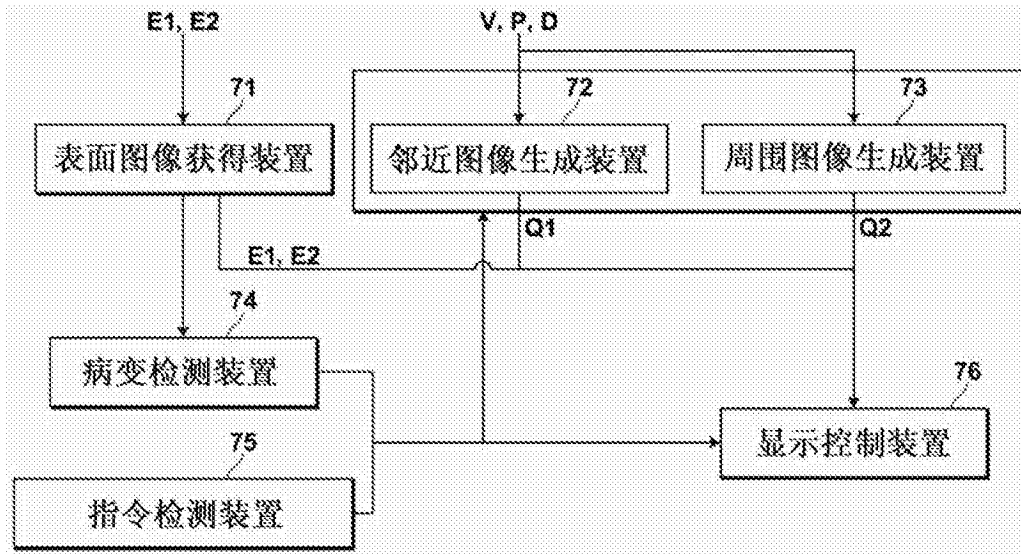 E1, E2
V, P, D
71
72
73
表面图像获得装置
邻近图像生成装置
周围图像生成装置
Q1
Q2
E1, E2
74
病变检测装置
76
显示控制装置
75
指令检测装置